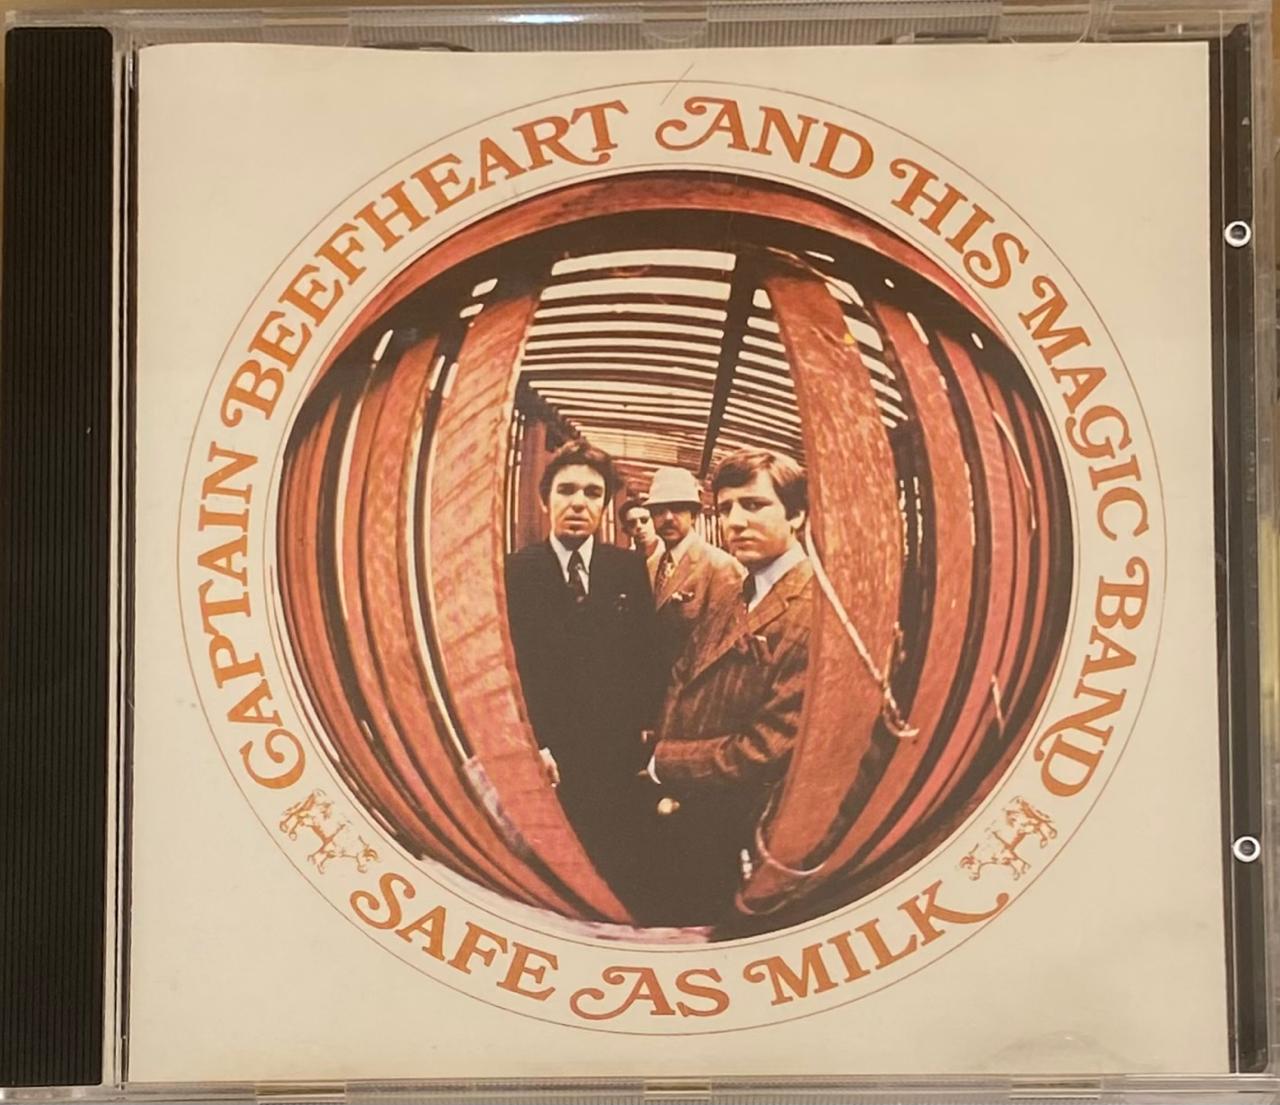 CAPTAIN BEEFHEART AND HIS MAGIC BAND
SAFE AS MILK